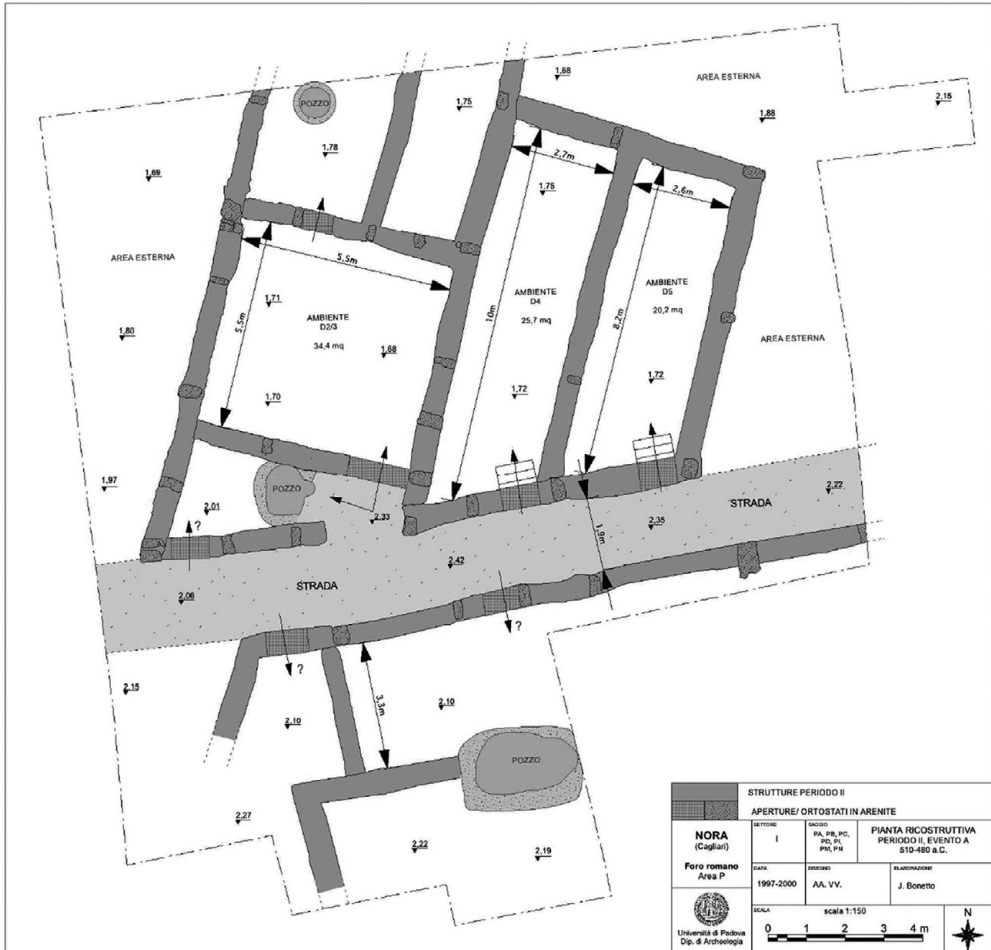 1,68
AREA ESTERNA
2,15
1,88
POZZO
1,75
1,78
2,7m
1,69
1,75
2,6m
AREA ESTERNA
5,5m
5,5m
1,71
AMBIENTE
D2/3
34,4 mq
1,68
1,70
10m
AMBIENTE
D4
25,7 mq
8,2m
AMBIENTE
D5
20,2 mq
AREA ESTERNA
1,80
1,72
1,72
1,97
POZZO
2,01
?
2,33
2,35
STRADA
2,22
1,9m
STRADA
2,42
2,06
?
?
2,15
3,3m
2,10
2,10
POZZO
2,27
2,22
2,19
STRUTTURE PERIODO II
APERTURE/ ORTOSTATI IN ARENITE
NORA
(Cagliari)
Foro romano
Area P
SETTORE
I
SAGGIO
PA, PB, PC,
PD, PI,
PM, PN
PIANTA RICOSTRUTTIVA
PERIODO II, EVENTO A
510-480 a.C.
DATA
1997-2000
DISEGNO
AA. VV.
ELABORAZIONE
J. Bonetto
Università di Padova
Dip. di Archeologia
SCALA
scala 1:150
0 1 2 3 4 m
N